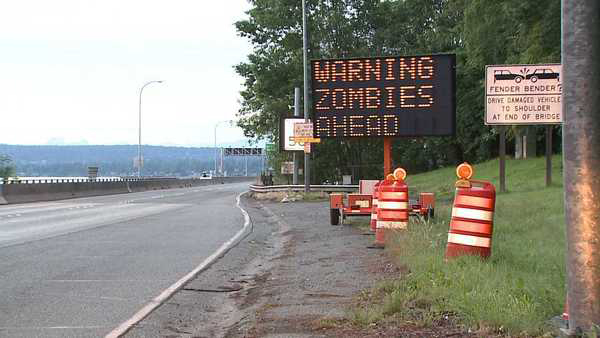 WARNING
ZOMBIES
AHEAD
FENDER BENDER?
DRIVE DAMAGED VEHICLE
TO SHOULDER
AT END OF BRIDGE